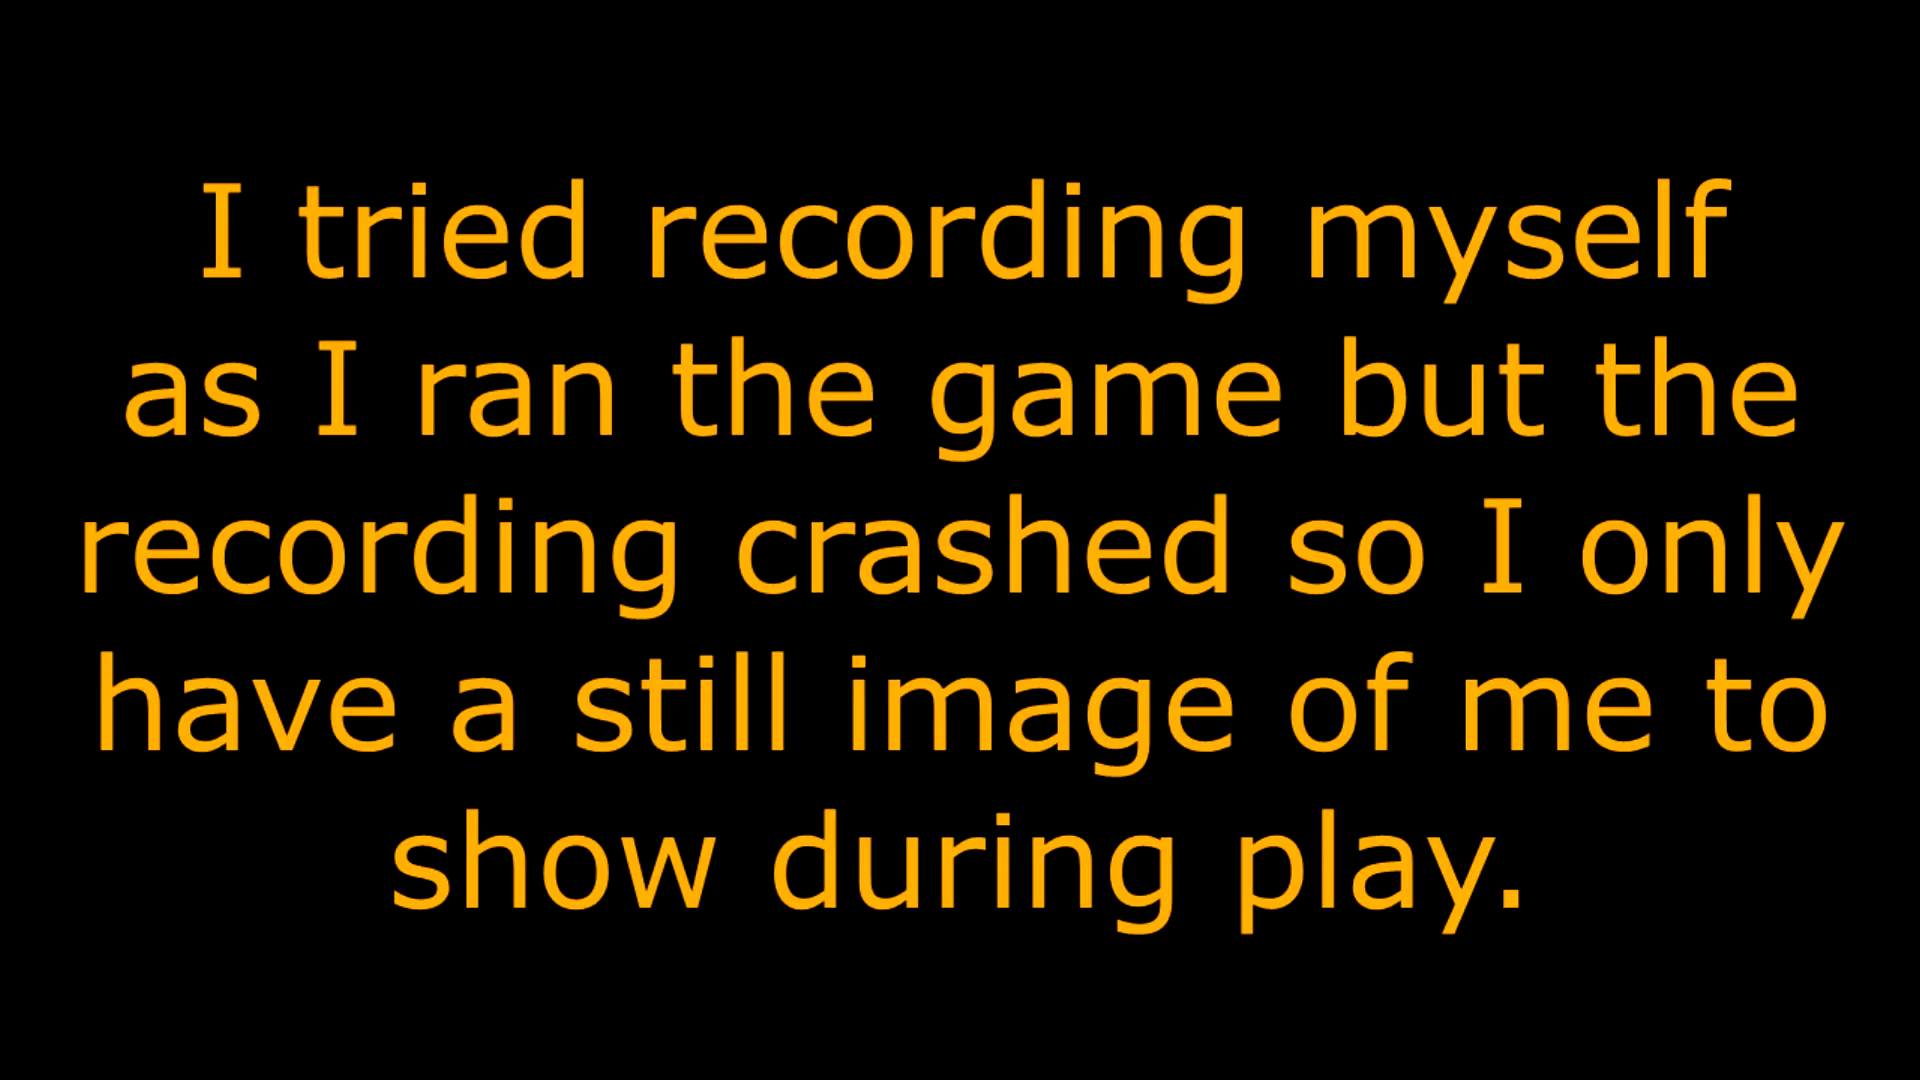 I tried recording myself
as I ran the game but the
recording crashed so I only
have a still image of me to
show during play.